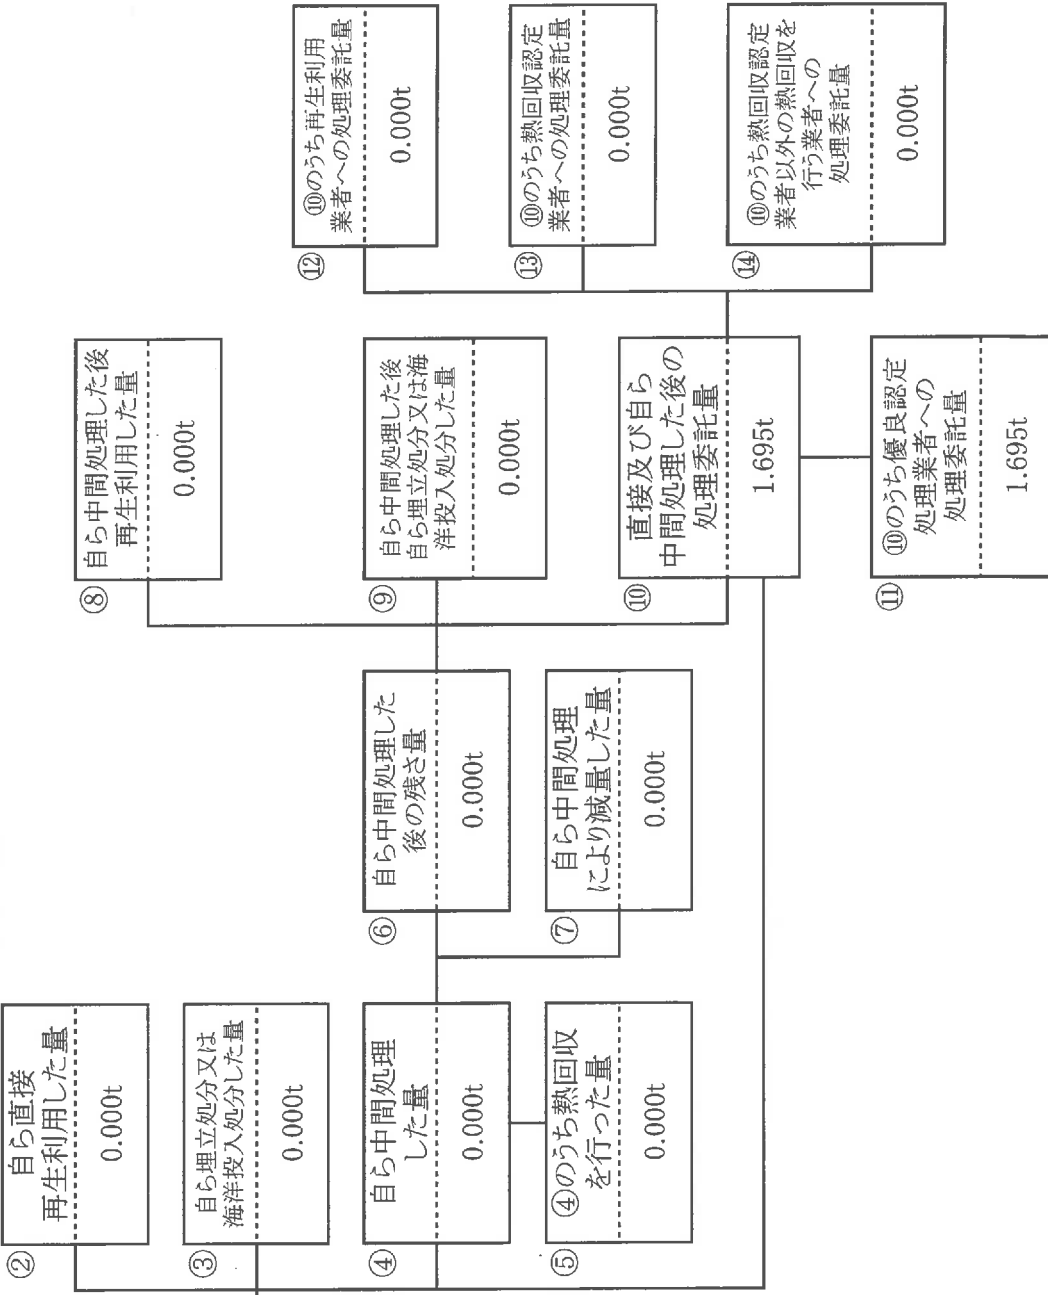 ②
自ら直接
再生利用した量
0.000t
③
自ら埋立処分又は
海洋投入処分した量
0.000t
④
自ら中間処理
した量
0.000t
⑤
④のうち熱回収
を行った量
0.000t
⑥
自ら中間処理した
後の残さ量
0.000t
⑦
自ら中間処理
により減量した量
0.000t
⑧
自ら中間処理した後
再生利用した量
0.000t
⑨
自ら中間処理した後
自ら埋立処分又は海
洋投入処分した量
0.000t
⑩
直接及び自ら
中間処理した後の
処理委託量
1.695t
⑪
⑩のうち優良認定
処理業者への
処理委託量
1.695t
⑫
⑩のうち再生利用
業者への処理委託量
0.000t
⑬
⑩のうち熱回収認定
業者への処理委託量
0.000t
⑭
⑩のうち熱回収認定
業者以外の熱回収を
行う業者への
処理委託量
0.000t